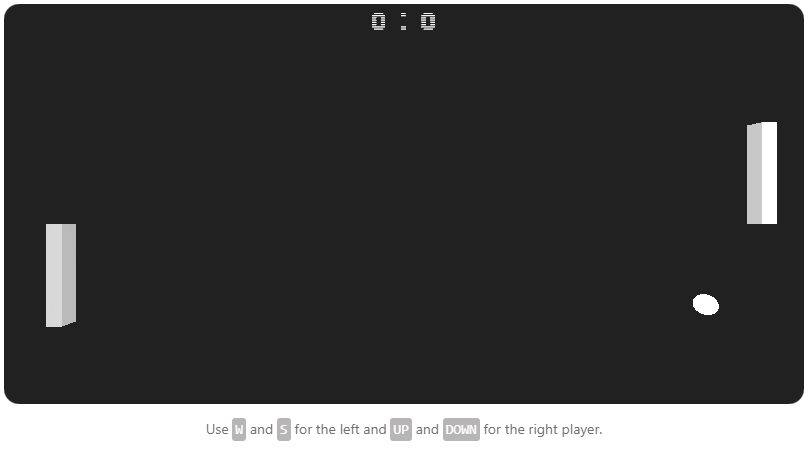 0 : 0
Use W and S for the left and UP and DOWN for the right player.